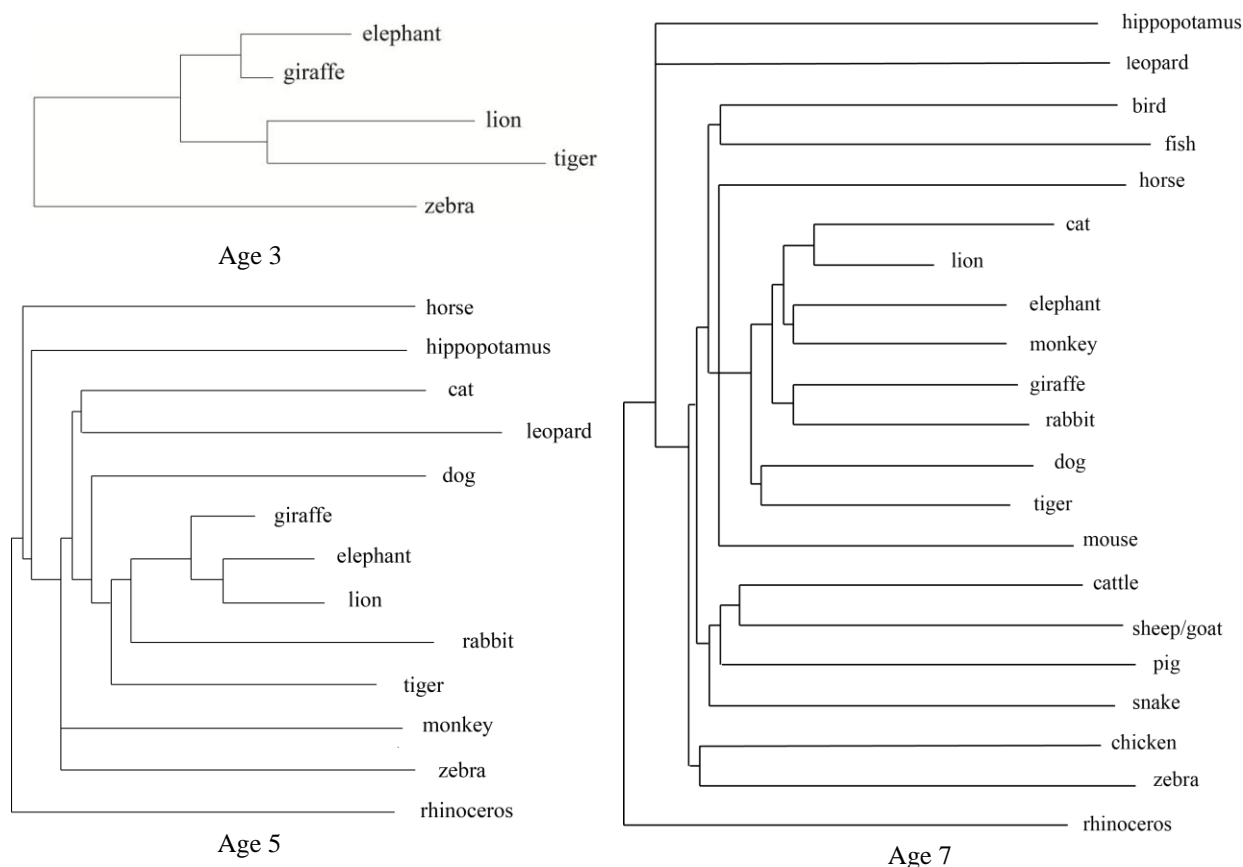 elephant
giraffe
lion
tiger
zebra
Age 3
horse
hippopotamus
cat
leopard
dog
giraffe
elephant
lion
rabbit
tiger
monkey
zebra
rhinoceros
Age 5
hippopotamus
leopard
bird
fish
horse
cat
lion
elephant
monkey
giraffe
rabbit
dog
tiger
mouse
cattle
sheep/goat
pig
snake
chicken
zebra
rhinoceros
Age 7